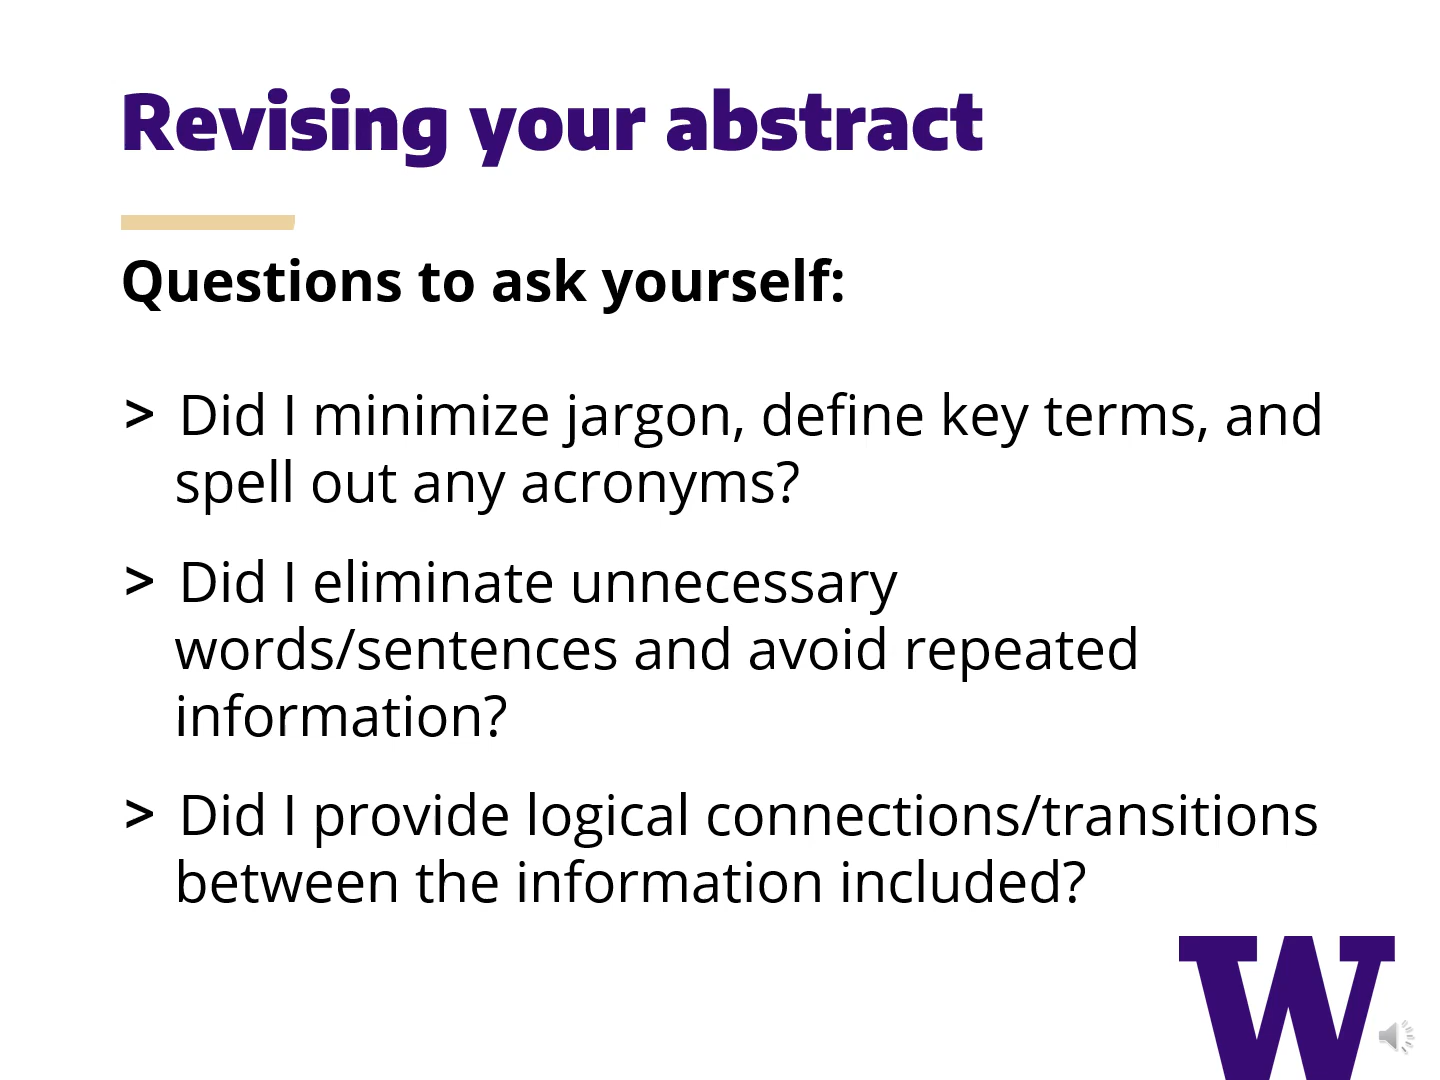 Revising your abstract
Questions to ask yourself:
> Did I minimize jargon, define key terms, and
spell out any acronyms?
> Did I eliminate unnecessary
words/sentences and avoid repeated
information?
> Did I provide logical connections/transitions
between the information included?
W